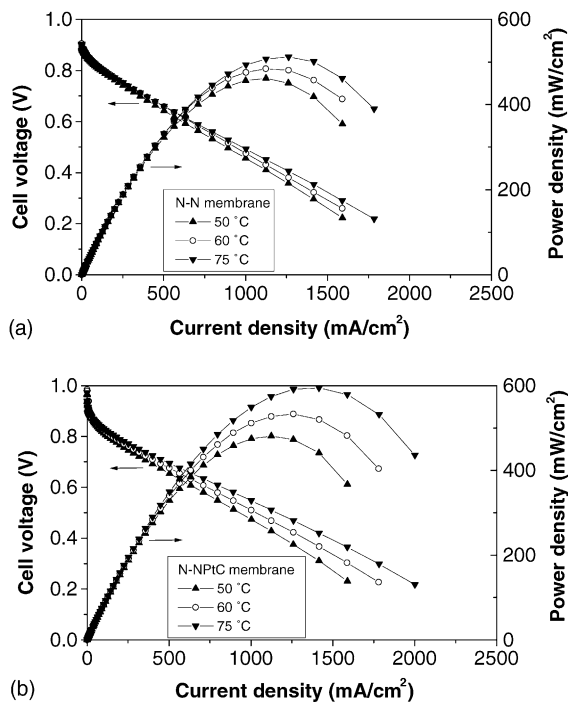 1.0
0.8
0.6
0.4
0.2
0.0
Cell voltage (V)
600
400
200
0
Power density (mW/cm²)
N-N membrane
50 ˚C
60 ˚C
75 ˚C
0 500 1000 1500 2000 2500
Current density (mA/cm²)
(a)
1.0
0.8
0.6
0.4
0.2
0.0
Cell voltage (V)
600
400
200
0
Power density (mW/cm²)
N-NPtC membrane
50 ˚C
60 ˚C
75 ˚C
0 500 1000 1500 2000 2500
Current density (mA/cm²)
(b)